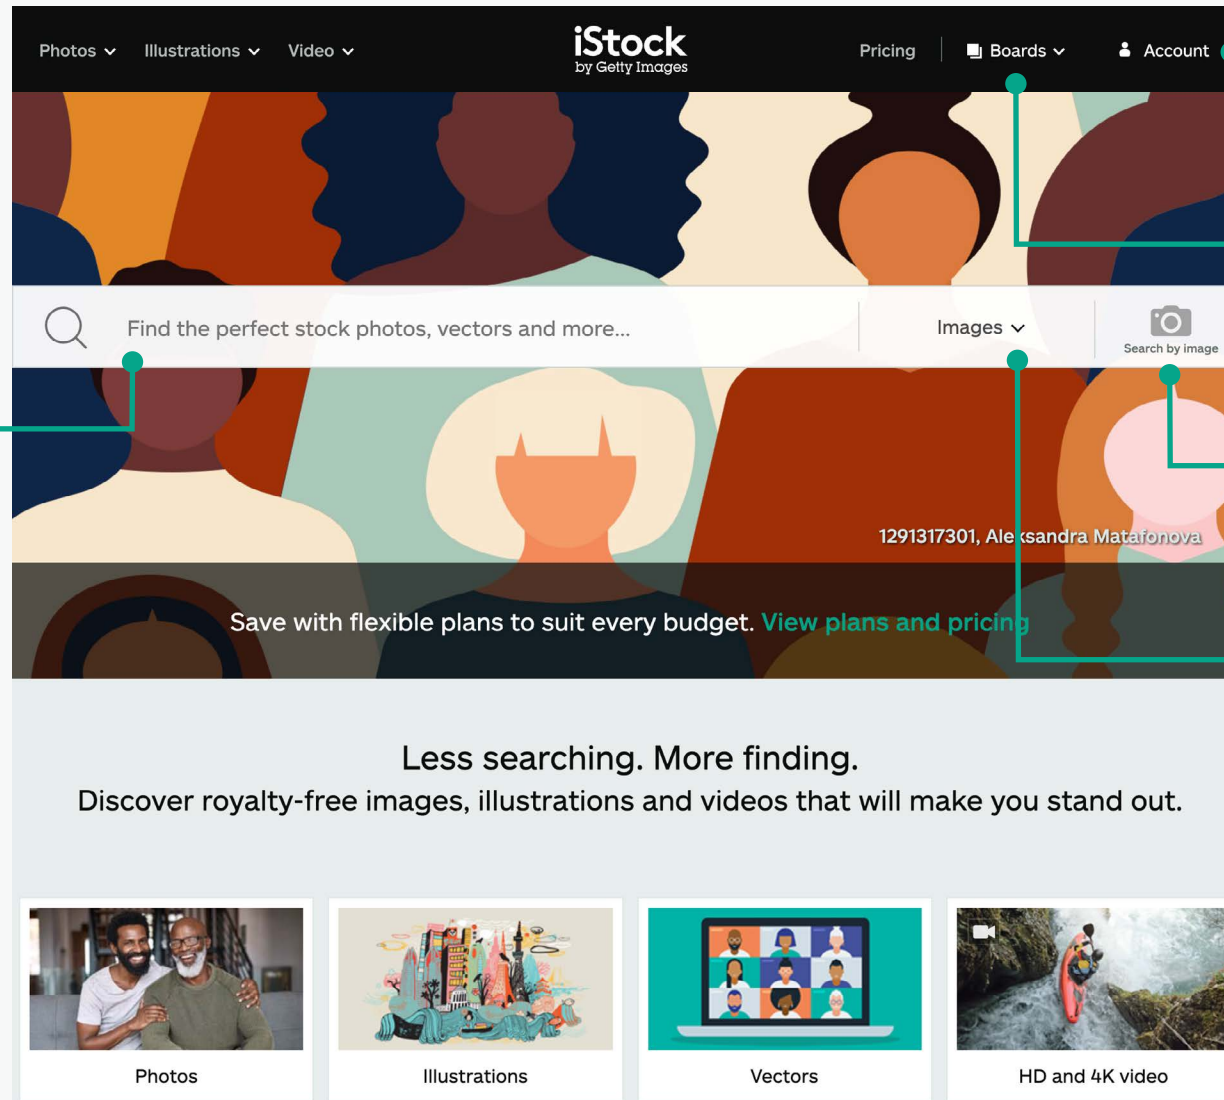 Photos
Illustrations
Video
iStock
by Getty Images
Pricing
Boards
Account
Find the perfect stock photos, vectors and more...
Images
Search by image
1291317301, Aleksandra Matafonova
Save with flexible plans to suit every budget. View plans and pricing
Less searching. More finding.
Discover royalty-free images, illustrations and videos that will make you stand out.
Photos
Illustrations
Vectors
HD and 4K video